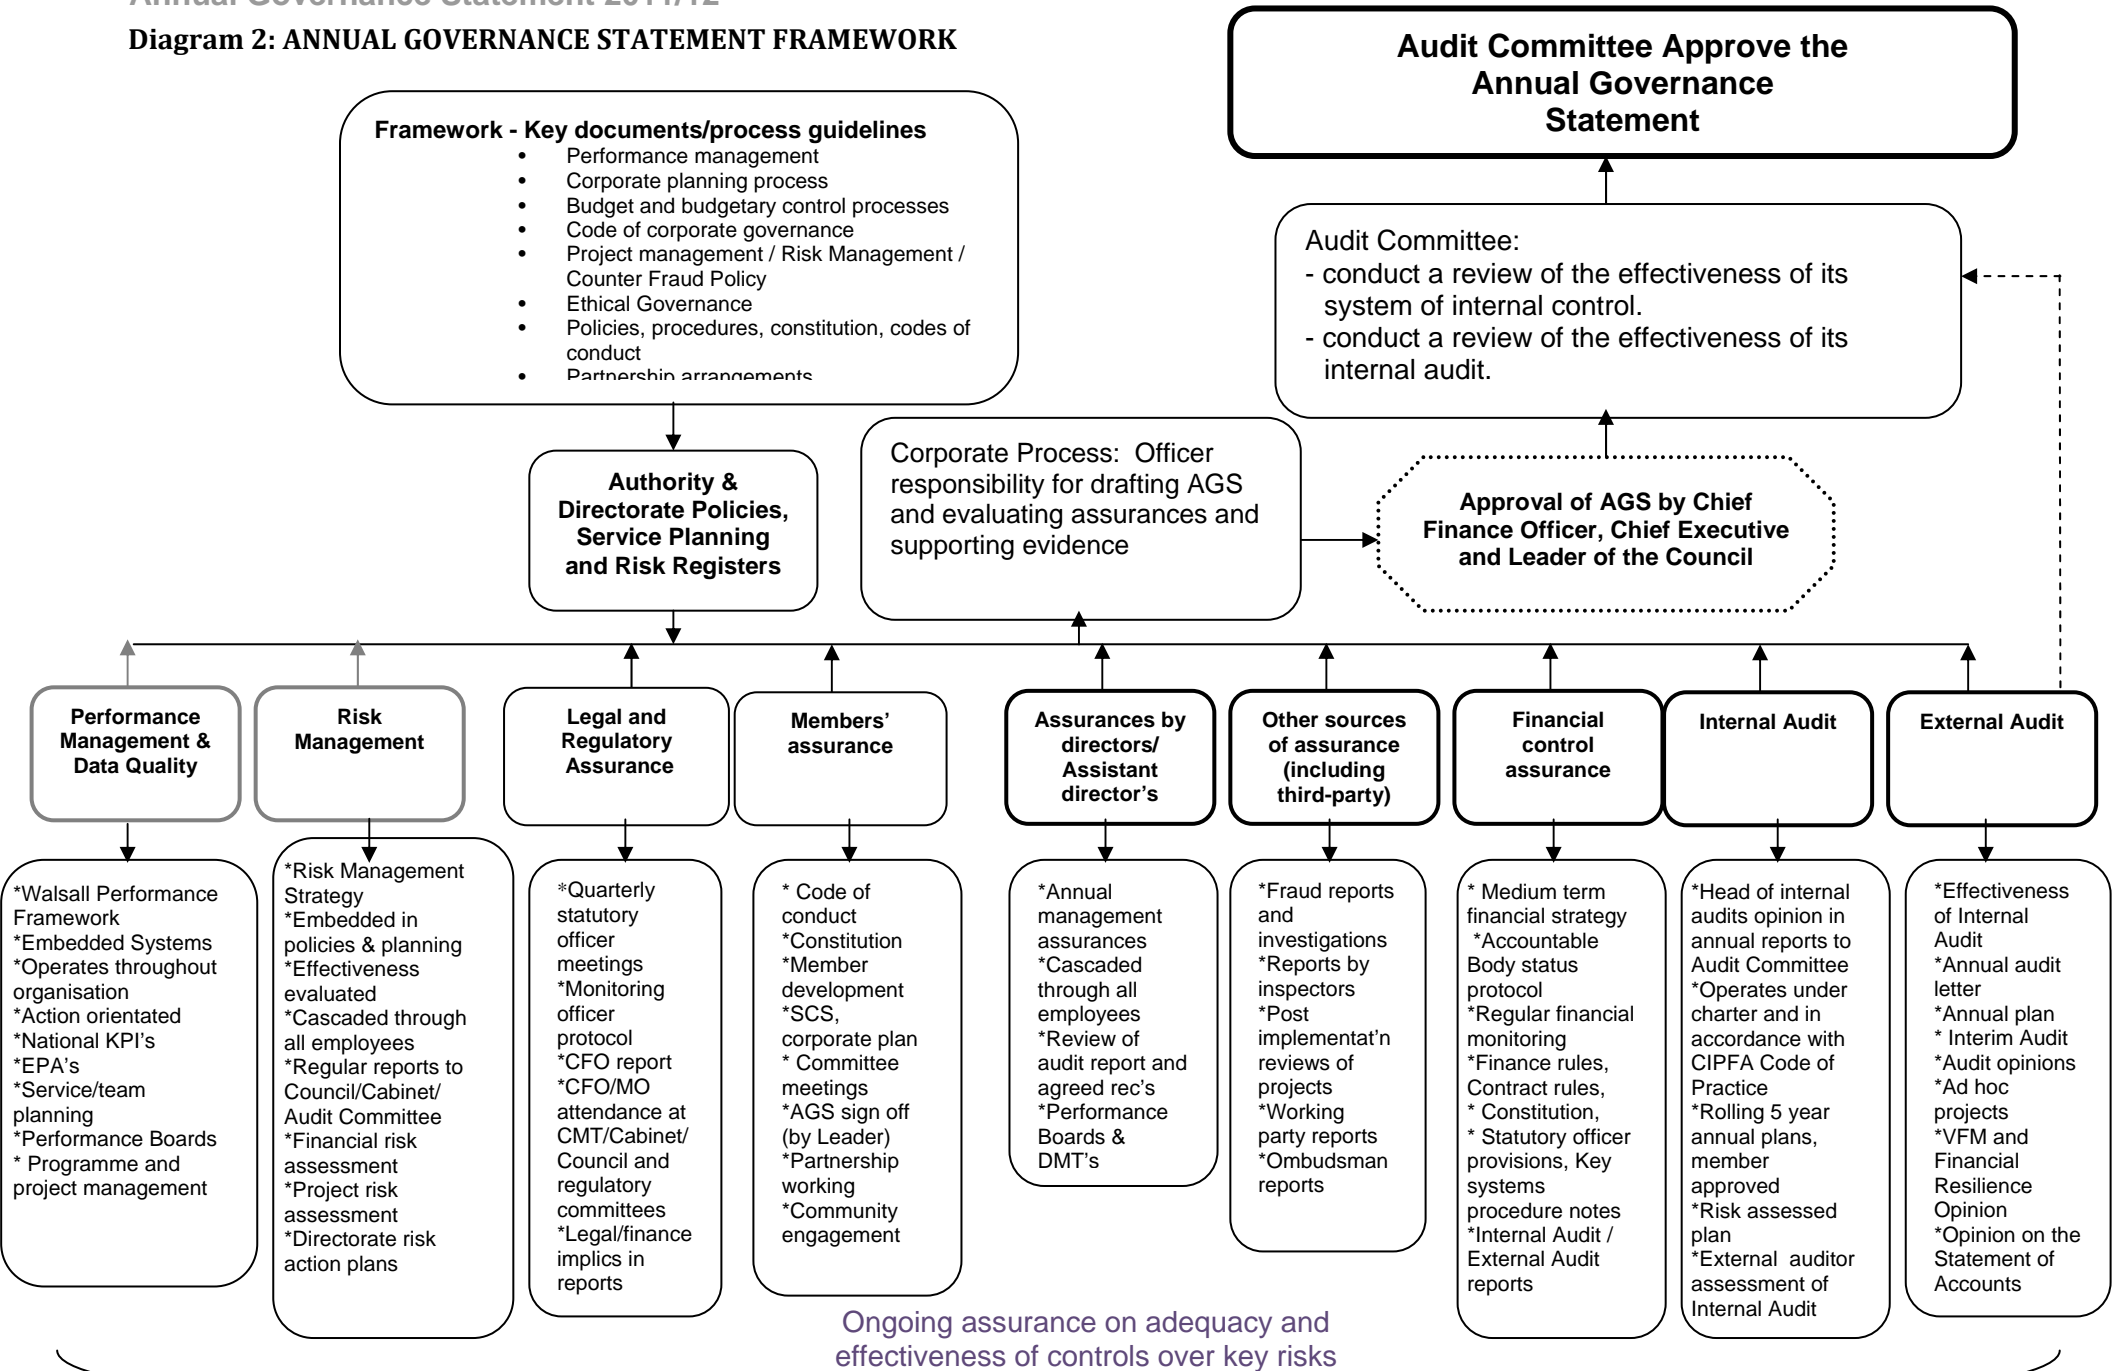 Annual Governance Statement 2011/12
Diagram 2: ANNUAL GOVERNANCE STATEMENT FRAMEWORK
Audit Committee Approve the
Annual Governance
Statement
Framework - Key documents/process guidelines
• Performance management
• Corporate planning process
• Budget and budgetary control processes
• Code of corporate governance
• Project management / Risk Management /
Counter Fraud Policy
• Ethical Governance
• Policies, procedures, constitution, codes of
conduct
• Partnership arrangements
Audit Committee:
- conduct a review of the effectiveness of its
system of internal control.
- conduct a review of the effectiveness of its
internal audit.
Authority &
Directorate Policies,
Service Planning
and Risk Registers
Corporate Process: Officer
responsibility for drafting AGS
and evaluating assurances and
supporting evidence
Approval of AGS by Chief
Finance Officer, Chief Executive
and Leader of the Council
Performance
Management &
Data Quality
Risk
Management
Legal and
Regulatory
Assurance
Members’
assurance
Assurances by
directors/
Assistant
director’s
Other sources
of assurance
(including
third-party)
Financial
control
assurance
Internal Audit
External Audit
*Walsall Performance
Framework
*Embedded Systems
*Operates throughout
organisation
*Action orientated
*National KPI’s
*EPA’s
*Service/team
planning
*Performance Boards
* Programme and
project management
*Risk Management
Strategy
*Embedded in
policies & planning
*Effectiveness
evaluated
*Cascaded through
all employees
*Regular reports to
Council/Cabinet/
Audit Committee
*Financial risk
assessment
*Project risk
assessment
*Directorate risk
action plans
*Quarterly
statutory
officer
meetings
*Monitoring
officer
protocol
*CFO report
*CFO/MO
attendance at
CMT/Cabinet/
Council and
regulatory
committees
*Legal/finance
implics in
reports
* Code of
conduct
*Constitution
*Member
development
*SCS,
corporate plan
* Committee
meetings
*AGS sign off
(by Leader)
*Partnership
working
*Community
engagement
*Annual
management
assurances
*Cascaded
through all
employees
*Review of
audit report and
agreed rec’s
*Performance
Boards &
DMT’s
*Fraud reports
and
investigations
*Reports by
inspectors
*Post
implementat’n
reviews of
projects
*Working
party reports
*Ombudsman
reports
* Medium term
financial strategy
*Accountable
Body status
protocol
*Regular financial
monitoring
*Finance rules,
Contract rules,
* Constitution,
* Statutory officer
provisions, Key
systems
procedure notes
*Internal Audit /
External Audit
reports
*Head of internal
audits opinion in
annual reports to
Audit Committee
*Operates under
charter and in
accordance with
CIPFA Code of
Practice
*Rolling 5 year
annual plans,
member
approved
*Risk assessed
plan
*External auditor
assessment of
Internal Audit
*Effectiveness
of Internal
Audit
*Annual audit
letter
*Annual plan
* Interim Audit
*Audit opinions
*Ad hoc
projects
*VFM and
Financial
Resilience
Opinion
*Opinion on the
Statement of
Accounts
Ongoing assurance on adequacy and
effectiveness of controls over key risks